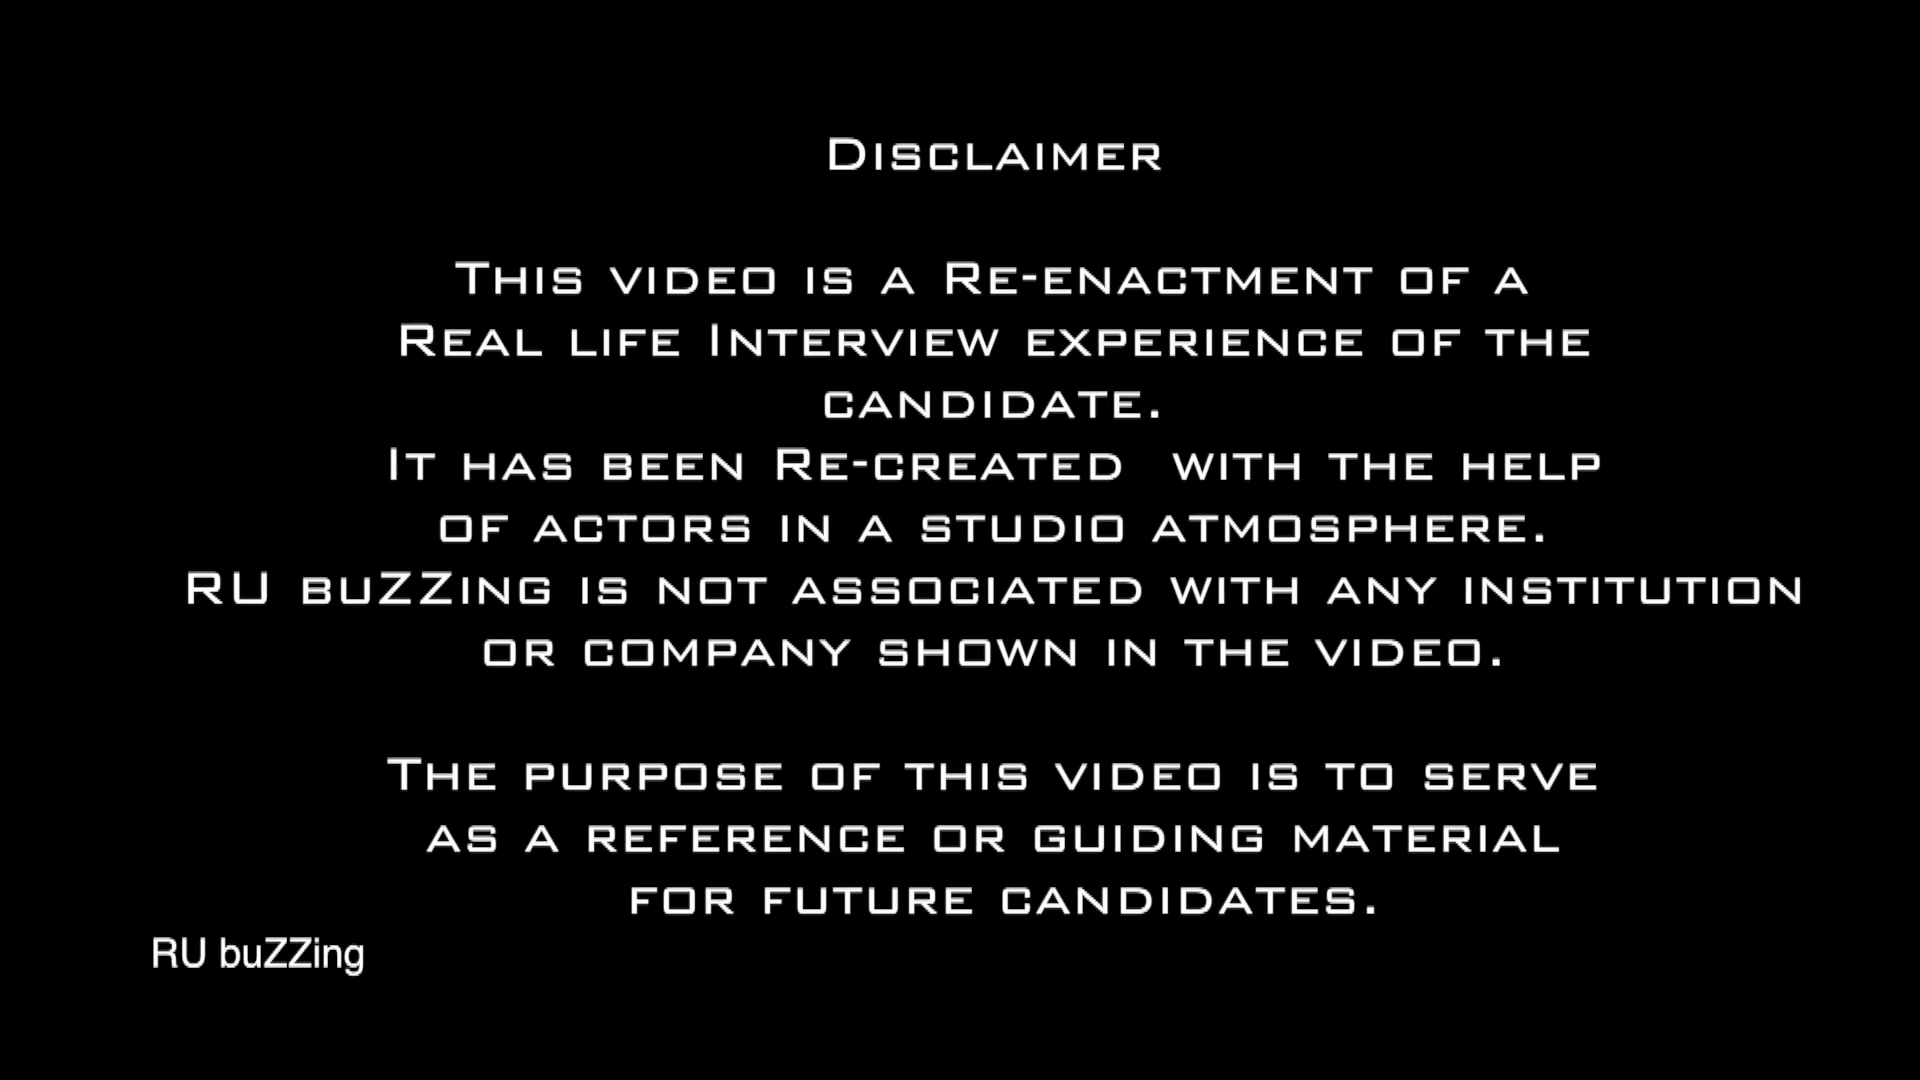 Disclaimer
This video is a Re-enactment of a
Real life Interview experience of the
candidate.
It has been Re-created  with the help
of actors in a studio atmosphere.
RU buZZing is not associated with any institution
or company shown in the video.
The purpose of this video is to serve
as a reference or guiding material
for future candidates.
RU buZZing